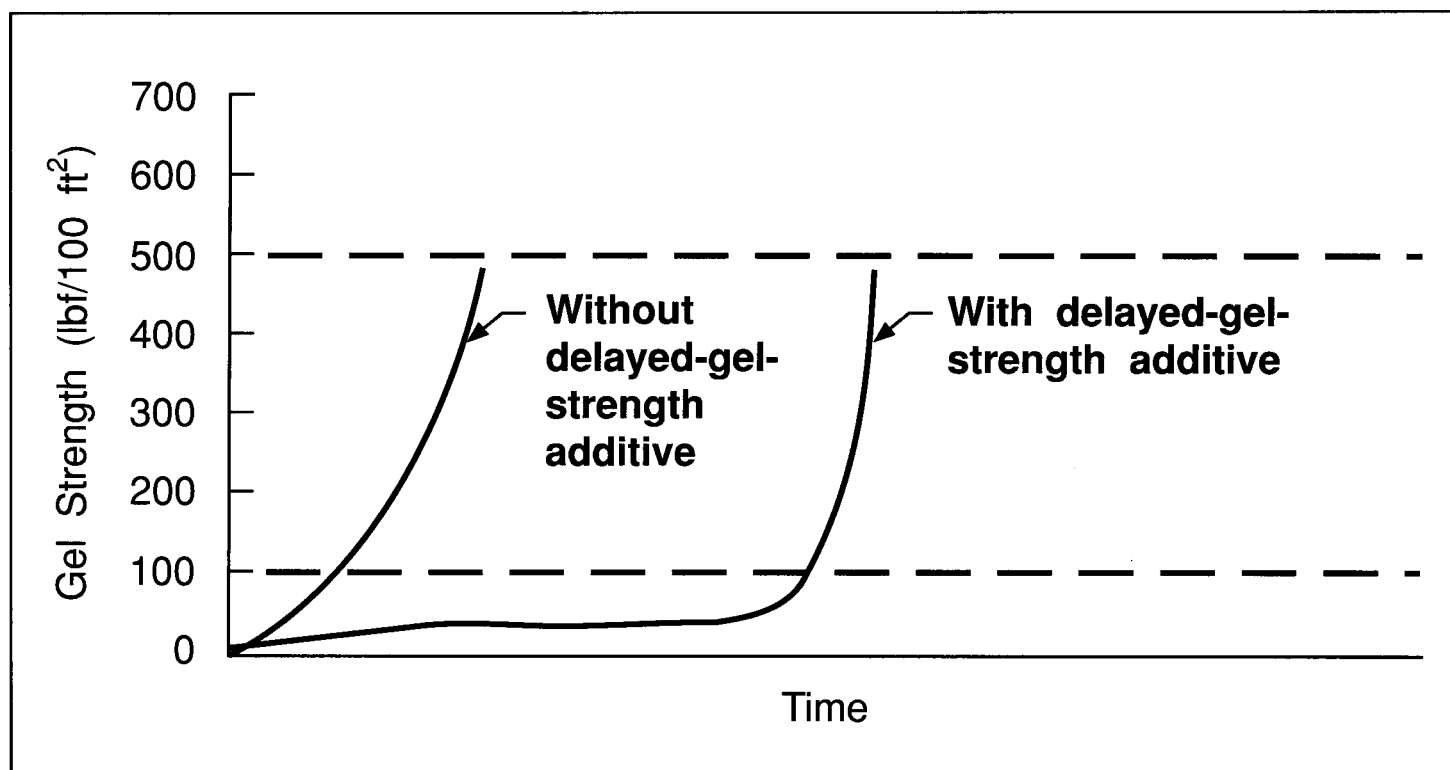 700
600
500
400
300
200
100
0
Gel Strength (lbf/100 ft²)
Without
delayed-gel-
strength
additive
With delayed-gel-
strength additive
Time